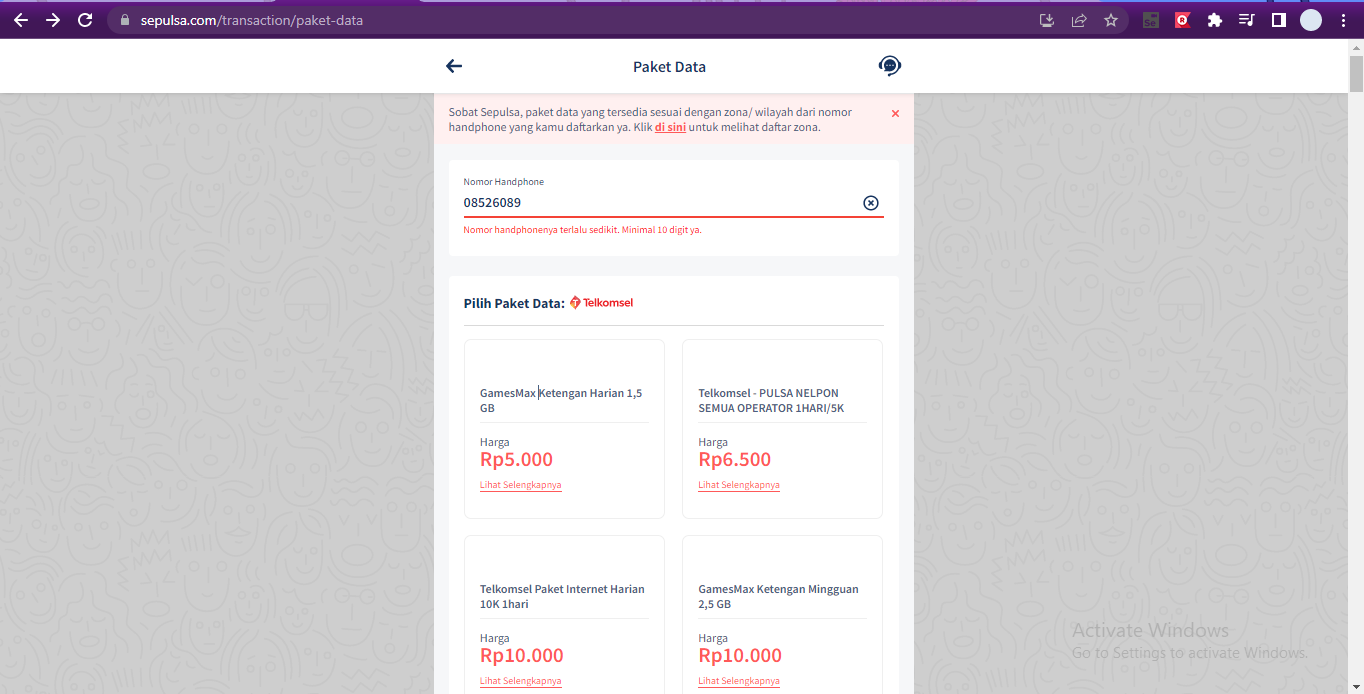 sepulsa.com/transaction/paket-data
Paket Data
Sobat Sepulsa, paket data yang tersedia sesuai dengan zona/ wilayah dari nomor
handphone yang kamu daftarkan ya. Klik di sini untuk melihat daftar zona.
Nomor Handphone
08526089
Nomor handphonenya terlalu sedikit. Minimal 10 digit ya.
Pilih Paket Data: Telkomsel
GamesMax Ketengan Harian 1,5
GB
Harga
Rp5.000
Lihat Selengkapnya
Telkomsel - PULSA NELPON
SEMUA OPERATOR 1HARI/5K
Harga
Rp6.500
Lihat Selengkapnya
Telkomsel Paket Internet Harian
10K 1hari
Harga
Rp10.000
Lihat Selengkapnya
GamesMax Ketengan Mingguan
2,5 GB
Harga
Rp10.000
Lihat Selengkapnya
Activate Windows
Go to Settings to activate Windows.